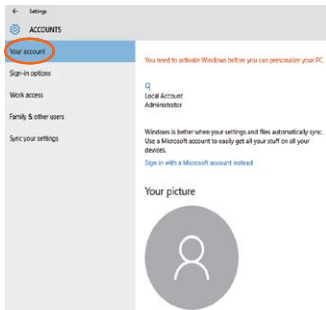 ← Settings
ACCOUNTS
Your account
Sign-in options
Work access
Family & other users
Sync your settings
You need to activate Windows before you can personalize your PC.
q
Local Account
Administrator
Windows is better when your settings and files automatically sync.
Use a Microsoft account to easily get all your stuff on all your
devices.
Sign in with a Microsoft account instead
Your picture